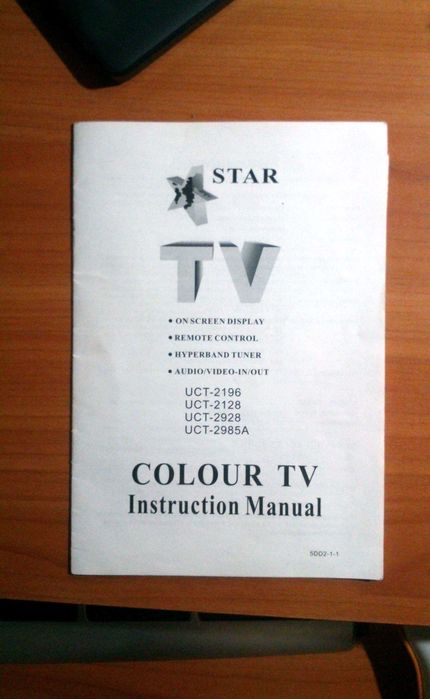 STAR
TV
• ON SCREEN DISPLAY
• REMOTE CONTROL
• HYPERBAND TUNER
• AUDIO/VIDEO-IN/OUT
UCT-2196
UCT-2128
UCT-2928
UCT-2985A
COLOUR TV
Instruction Manual
5DD2-1-1